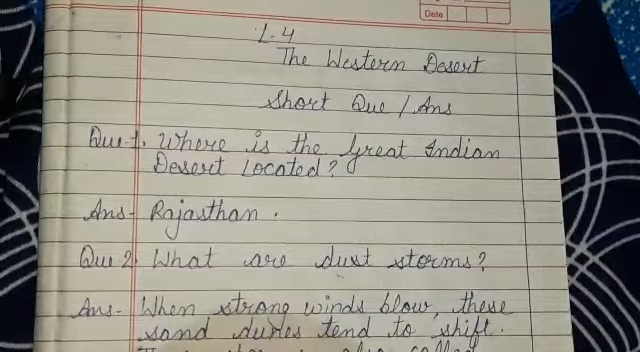 Date
L-4
The Western Desert
Short Que / Ans
Que-1. Where is the Great Indian
Desert Located?
Ans- Rajasthan.
Que-2 What are dust storms?
Ans- When strong winds blow, these
sand dunes tend to shift.